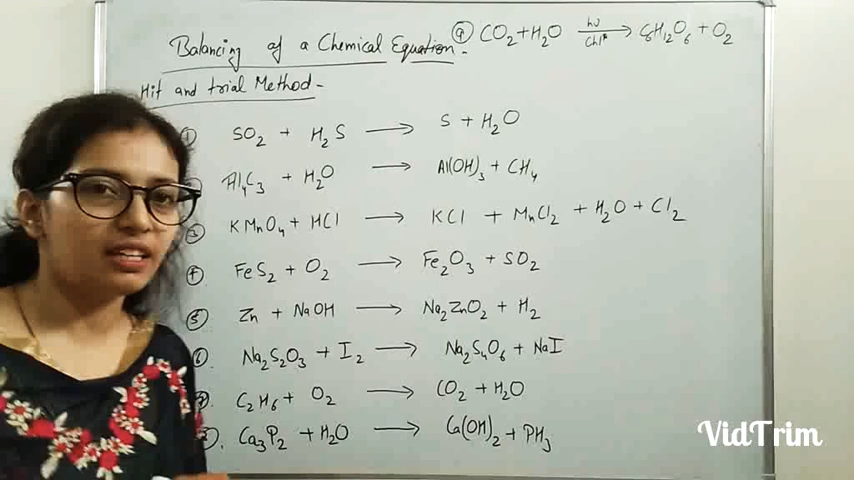 Balancing of a Chemical Equation. ⑨ CO2 + H2O hν/Chl* → C6H12O6 + O2
Hit and trial Method -
① SO2 + H2S → S + H2O
Al4C3 + H2O → Al(OH)3 + CH4
③ KMnO4 + HCl → KCl + MnCl2 + H2O + Cl2
④ FeS2 + O2 → Fe2O3 + SO2
⑤ Zn + NaOH → Na2ZnO2 + H2
⑥ Na2S2O3 + I2 → Na2S4O6 + NaI
⑦ C2H6 + O2 → CO2 + H2O
⑧. Ca3P2 + H2O → Ca(OH)2 + PH3
VidTrim